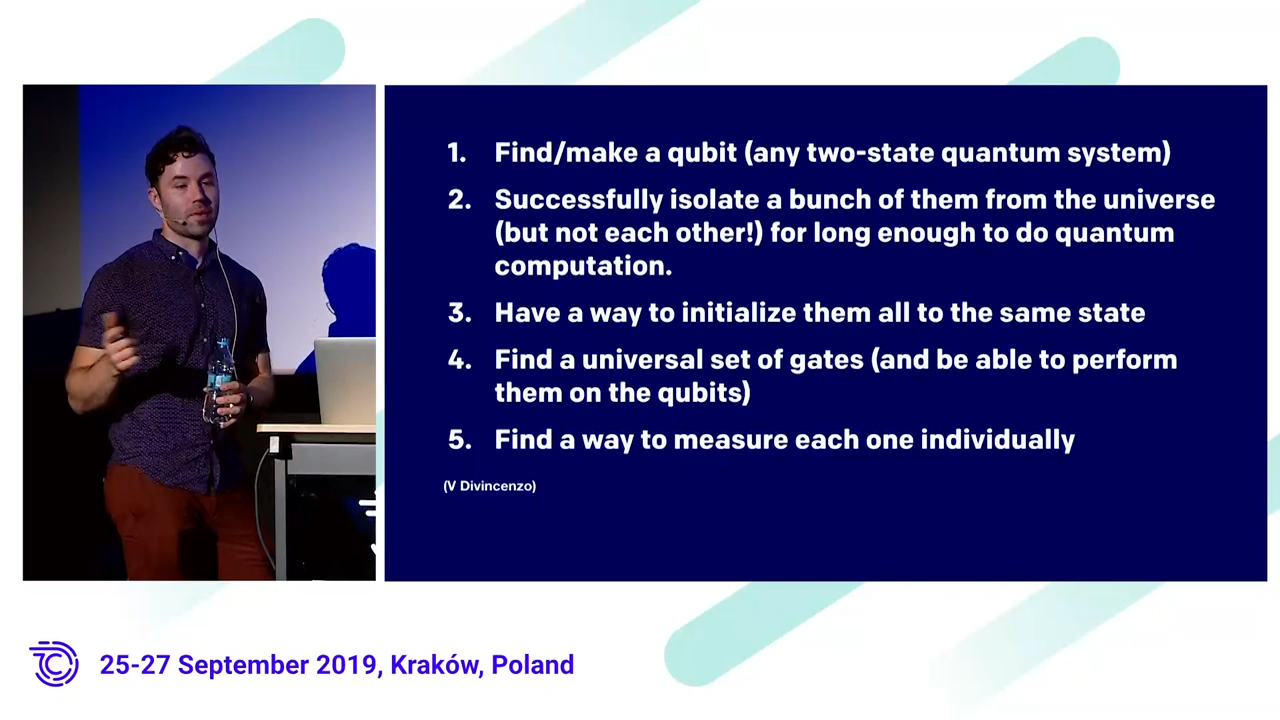 1. Find/make a qubit (any two-state quantum system)
2. Successfully isolate a bunch of them from the universe
(but not each other!) for long enough to do quantum
computation.
3. Have a way to initialize them all to the same state
4. Find a universal set of gates (and be able to perform
them on the qubits)
5. Find a way to measure each one individually
(V Divincenzo)
25-27 September 2019, Kraków, Poland